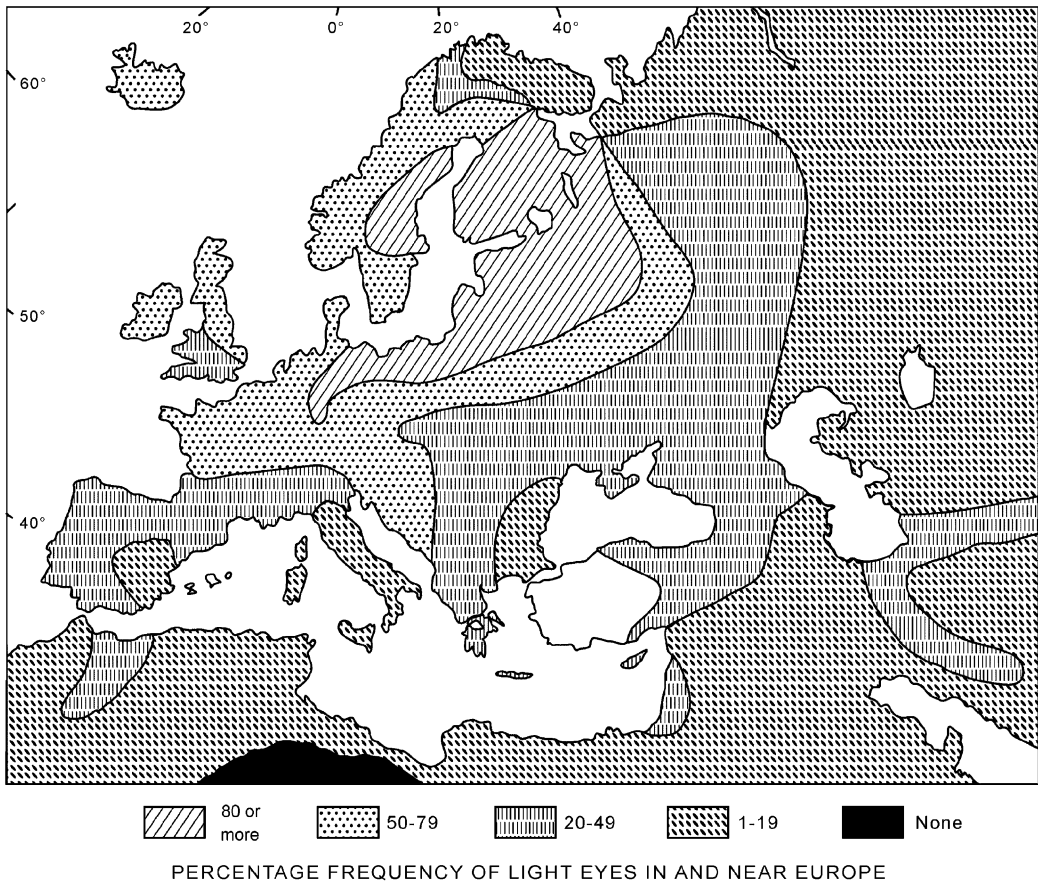 20° 0° 20° 40°
60°
50°
40°
80 or
more
50-79
20-49
1-19
None
PERCENTAGE FREQUENCY OF LIGHT EYES IN AND NEAR EUROPE